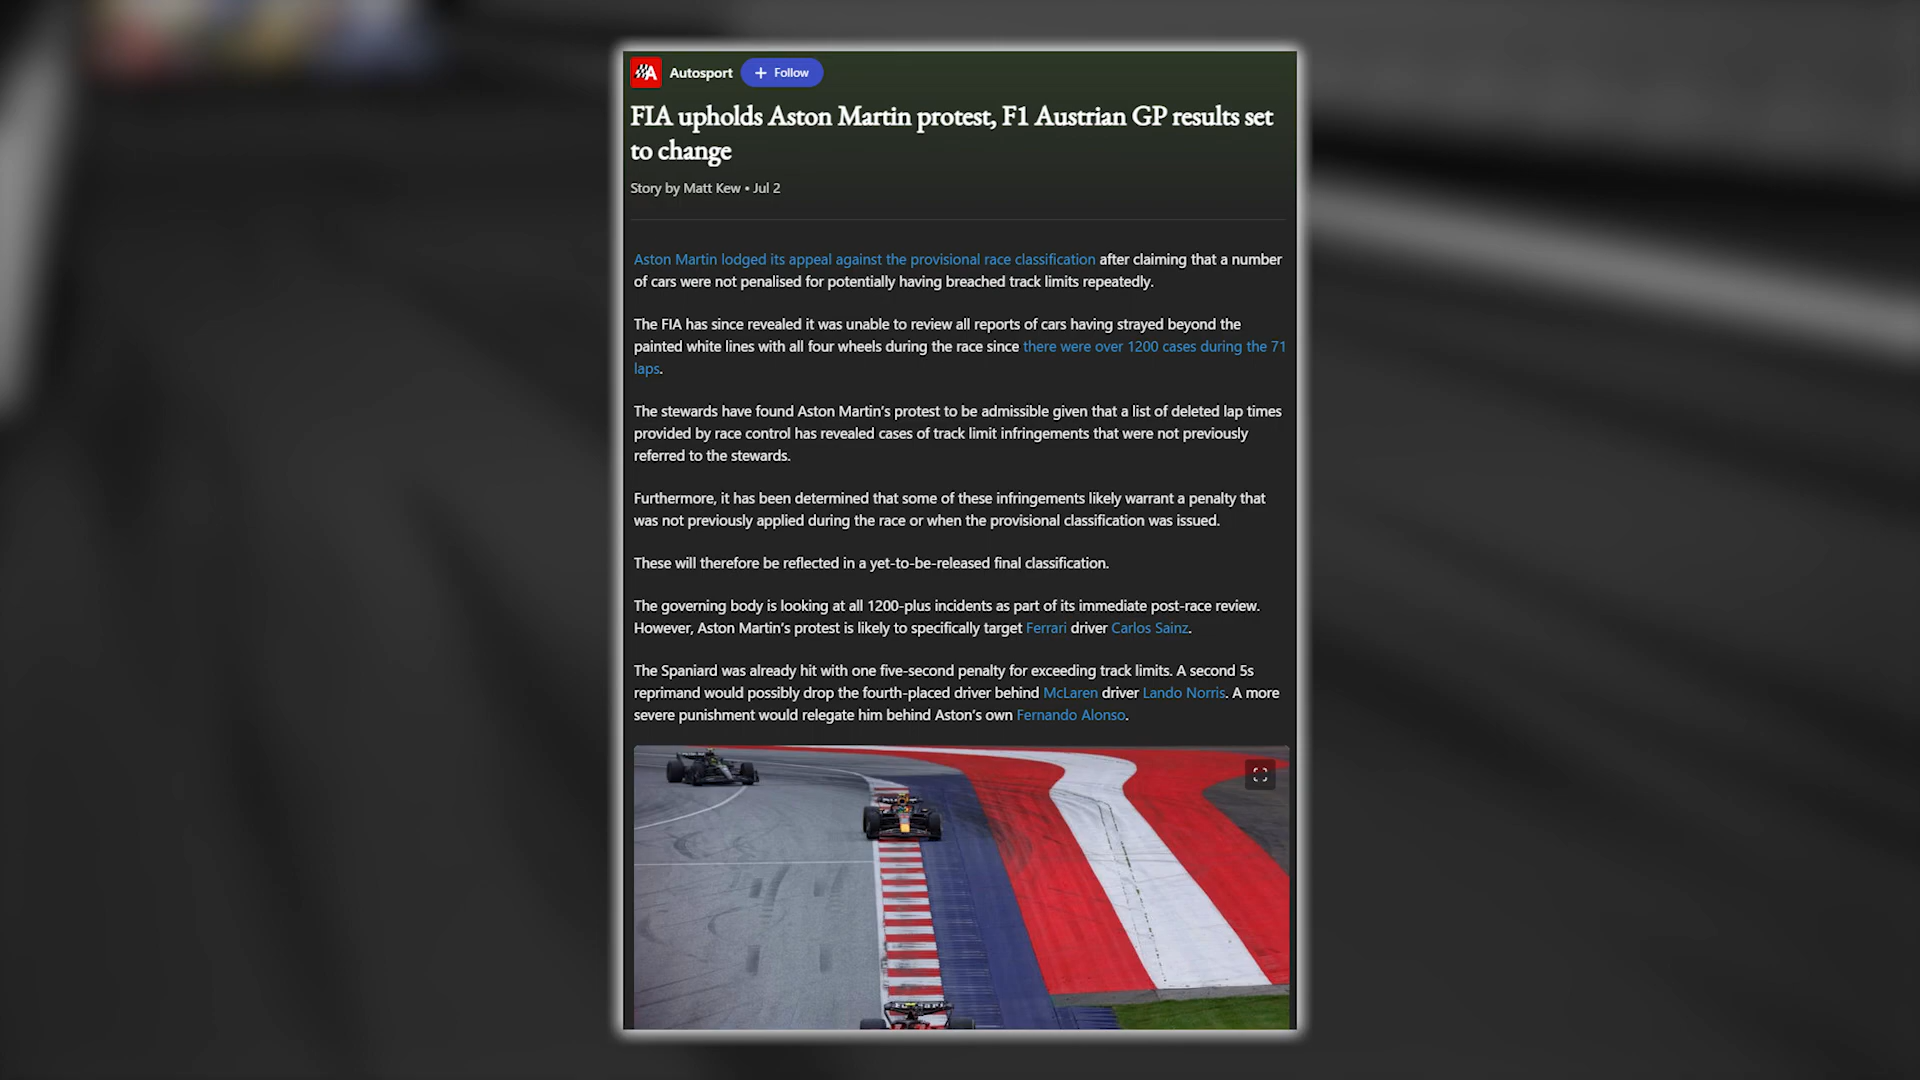 Autosport
+ Follow
FIA upholds Aston Martin protest, F1 Austrian GP results set
to change
Story by Matt Kew • Jul 2
Aston Martin lodged its appeal against the provisional race classification after claiming that a number
of cars were not penalised for potentially having breached track limits repeatedly.
The FIA has since revealed it was unable to review all reports of cars having strayed beyond the
painted white lines with all four wheels during the race since there were over 1200 cases during the 71
laps.
The stewards have found Aston Martin’s protest to be admissible given that a list of deleted lap times
provided by race control has revealed cases of track limit infringements that were not previously
referred to the stewards.
Furthermore, it has been determined that some of these infringements likely warrant a penalty that
was not previously applied during the race or when the provisional classification was issued.
These will therefore be reflected in a yet-to-be-released final classification.
The governing body is looking at all 1200-plus incidents as part of its immediate post-race review.
However, Aston Martin’s protest is likely to specifically target Ferrari driver Carlos Sainz.
The Spaniard was already hit with one five-second penalty for exceeding track limits. A second 5s
reprimand would possibly drop the fourth-placed driver behind McLaren driver Lando Norris. A more
severe punishment would relegate him behind Aston’s own Fernando Alonso.